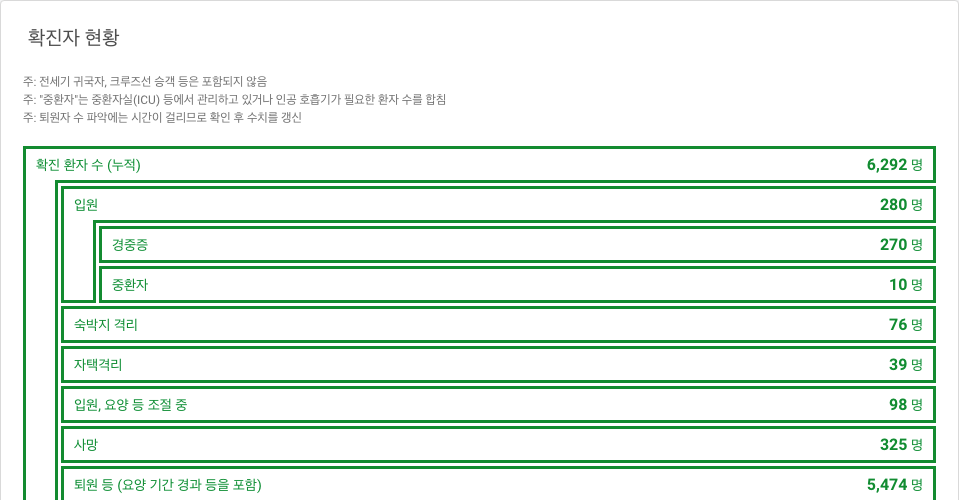 확진자 현황
주: 전세기 귀국자, 크루즈선 승객 등은 포함되지 않음
주: "중환자"는 중환자실(ICU) 등에서 관리하고 있거나 인공 호흡기가 필요한 환자 수를 합침
주: 퇴원자 수 파악에는 시간이 걸리므로 확인 후 수치를 갱신
확진 환자 수 (누적) 6,292 명
입원 280 명
경중증 270 명
중환자 10 명
숙박지 격리 76 명
자택격리 39 명
입원, 요양 등 조절 중 98 명
사망 325 명
퇴원 등 (요양 기간 경과 등을 포함) 5,474 명